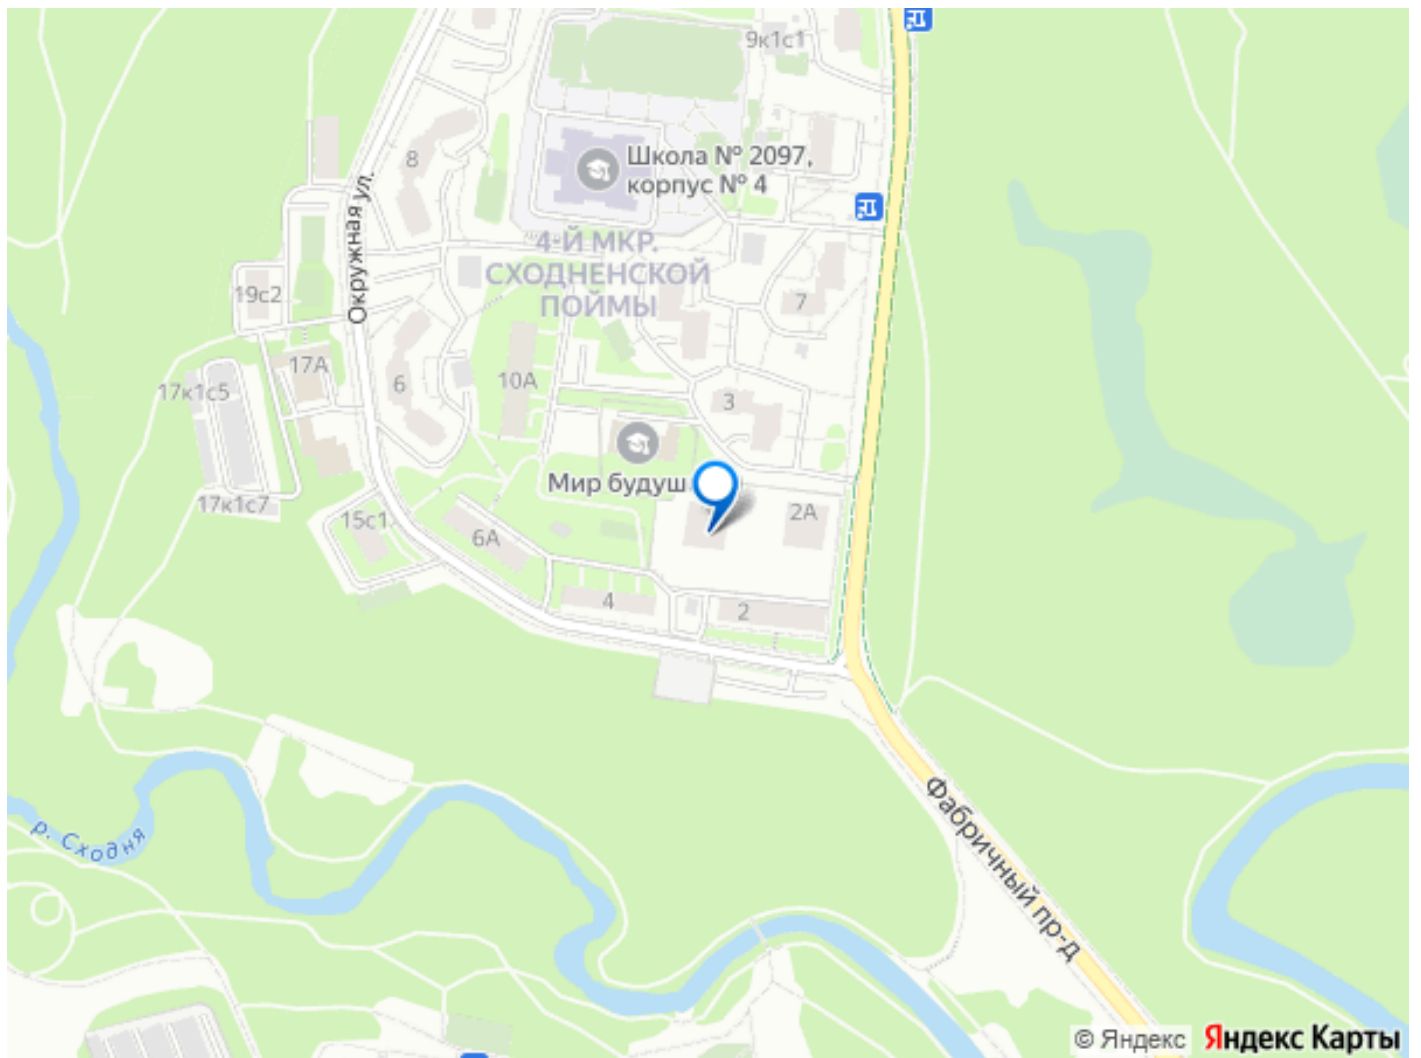 9к1с1
8
Школа № 2097,
корпус № 4
Окружная ул.
4-Й МКР.
СХОДНЕНСКОЙ
ПОЙМЫ
19с2
7
17А
17к1с5
6
10А
3
Мир будущ
17к1с7
15с1
6А
2А
4
2
р. Сходня
Фабричный пр-д
© Яндекс
Яндекс Карты